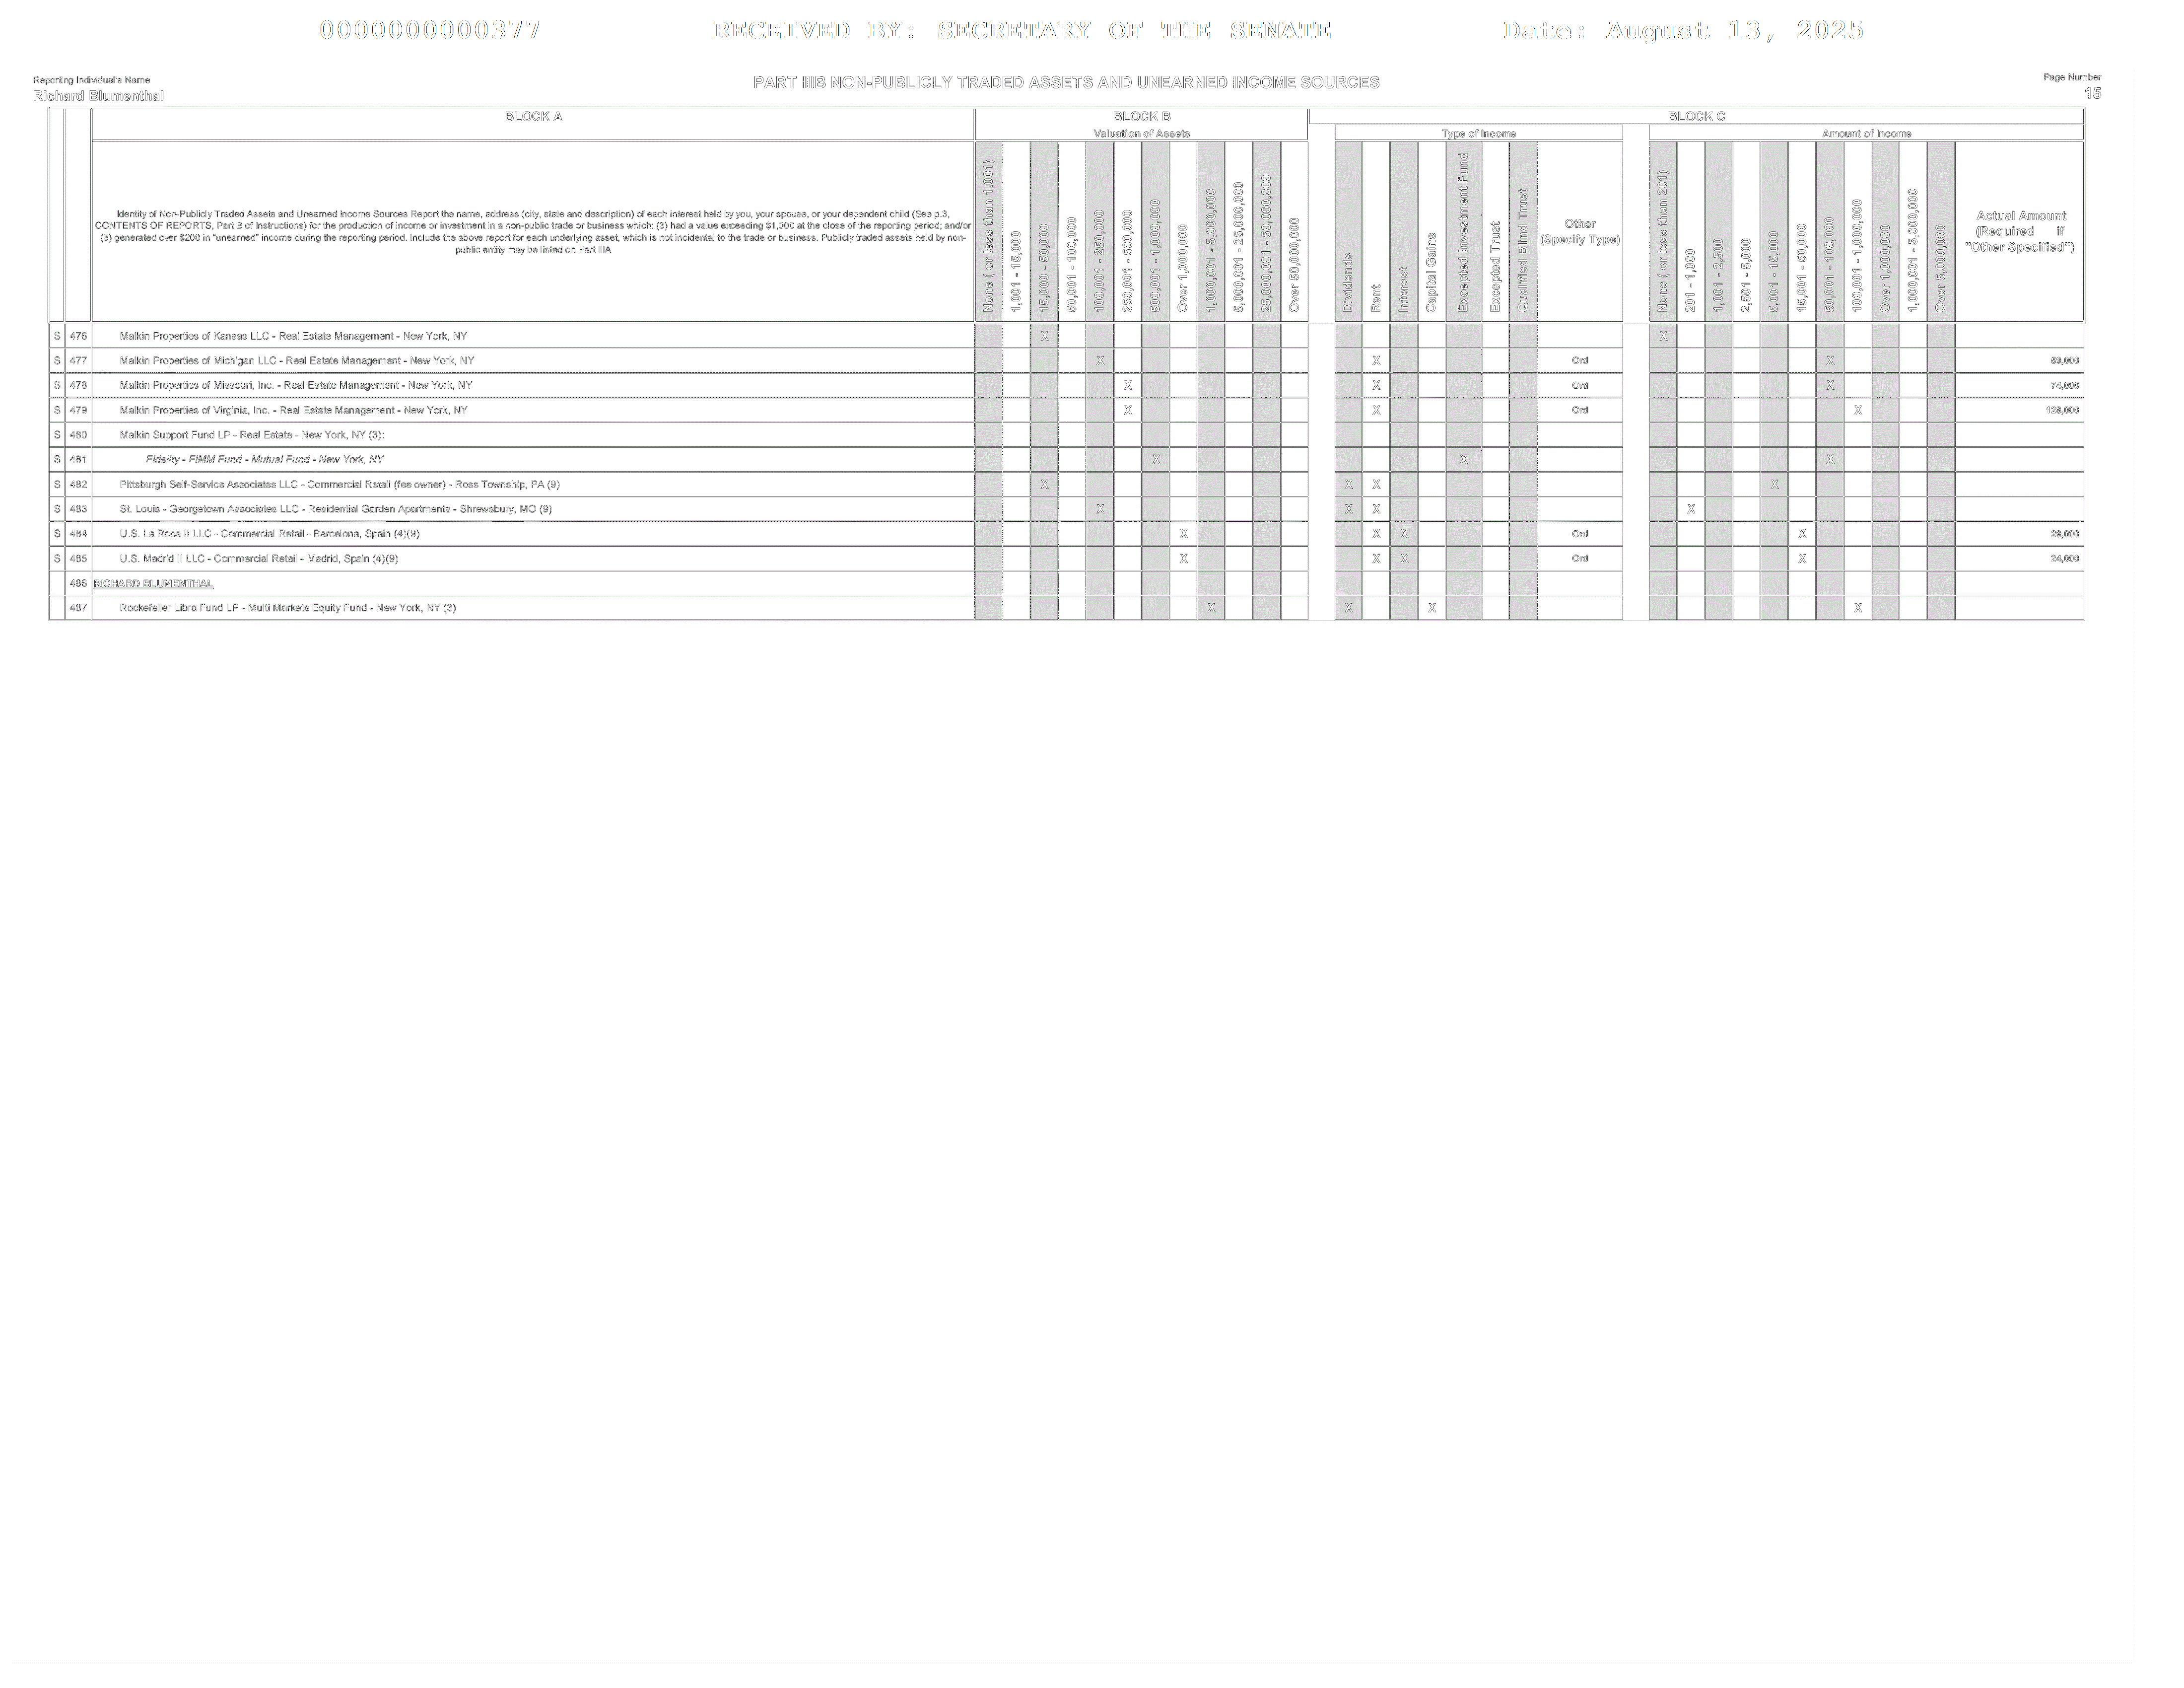 0000000000377 RECEIVED BY: SECRETARY OF THE SENATE Date: August 13, 2025
Reporting Individual's Name
Richard Blumenthal
PART IIIB NON-PUBLICLY TRADED ASSETS AND UNEARNED INCOME SOURCES
Page Number
15
BLOCK A BLOCK B BLOCK C
Valuation of Assets Type of Income Amount of Income
Identity of Non-Publicly Traded Assets and Unearned Income Sources Report the name, address (city, state and description) of each interest held by you, your spouse, or your dependent child (See p.3,
CONTENTS OF REPORTS, Part B of Instructions) for the production of income or investment in a non-public trade or business which: (3) had a value exceeding $1,000 at the close of the reporting period; and/or
(3) generated over $200 in "unearned" income during the reporting period. Include the above report for each underlying asset, which is not incidental to the trade or business. Publicly traded assets held by non-
public entity may be listed on Part IIIA
None ( or less than 1,001)
1,001 - 15,000
15,000 - 50,000
50,001 - 100,000
100,001 - 250,000
250,001 - 500,000
500,001 - 1,000,000
Over 1,000,000
1,000,001 - 5,000,000
5,000,001 - 25,000,000
25,000,001 - 50,000,000
Over 50,000,000
Dividends
Rent
Interest
Capital Gains
Excepted Investment Fund
Excepted Trust
Qualified Blind Trust
Other
(Specify Type)
None ( or less than 201)
201 - 1,000
1,001 - 2,500
2,501 - 5,000
5,001 - 15,000
15,001 - 50,000
50,001 - 100,000
100,001 - 1,000,000
Over 1,000,000
1,000,001 - 5,000,000
Over 5,000,000
Actual Amount
(Required If
"Other Specified")
S 476 Malkin Properties of Kansas LLC - Real Estate Management - New York, NY X X
S 477 Malkin Properties of Michigan LLC - Real Estate Management - New York, NY X X Ord X 59,000
S 478 Malkin Properties of Missouri, Inc. - Real Estate Management - New York, NY X X Ord X 74,000
S 479 Malkin Properties of Virginia, Inc. - Real Estate Management - New York, NY X X Ord X 128,000
S 480 Malkin Support Fund LP - Real Estate - New York, NY (3):
S 481 Fidelity - FIMM Fund - Mutual Fund - New York, NY X X X
S 482 Pittsburgh Self-Service Associates LLC - Commercial Retail (fee owner) - Ross Township, PA (9) X X X X
S 483 St. Louis - Georgetown Associates LLC - Residential Garden Apartments - Shrewsbury, MO (9) X X X X
S 484 U.S. La Roca II LLC - Commercial Retail - Barcelona, Spain (4)(9) X X X Ord X 29,000
S 485 U.S. Madrid II LLC - Commercial Retail - Madrid, Spain (4)(9) X X X Ord X 24,000
486 RICHARD BLUMENTHAL
487 Rockefeller Libra Fund LP - Multi Markets Equity Fund - New York, NY (3) X X X X